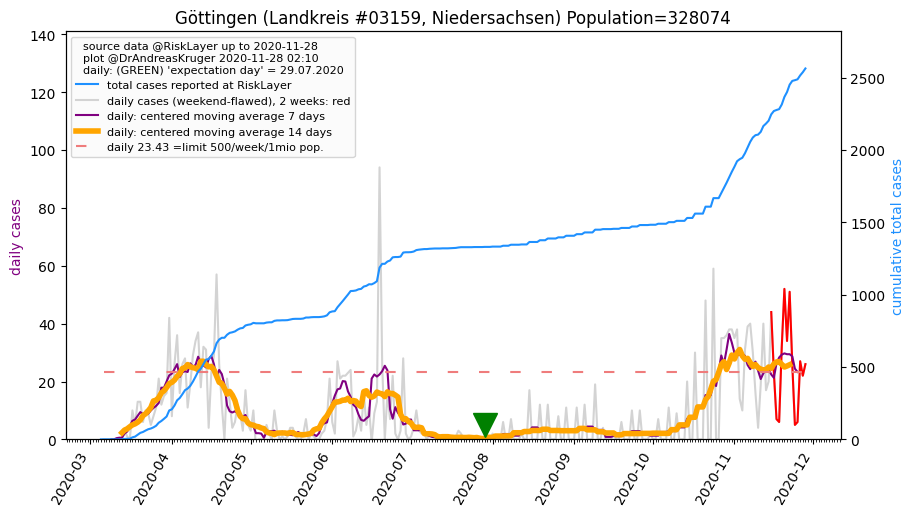 Göttingen (Landkreis #03159, Niedersachsen) Population=328074
source data @RiskLayer up to 2020-11-28
plot @DrAndreasKruger 2020-11-28 02:10
daily: (GREEN) 'expectation day' = 29.07.2020
total cases reported at RiskLayer
daily cases (weekend-flawed), 2 weeks: red
daily: centered moving average 7 days
daily: centered moving average 14 days
daily 23.43 =limit 500/week/1mio pop.
daily cases
140
120
100
80
60
40
20
0
cumulative total cases
2500
2000
1500
1000
500
0
2020-03
2020-04
2020-05
2020-06
2020-07
2020-08
2020-09
2020-10
2020-11
2020-12